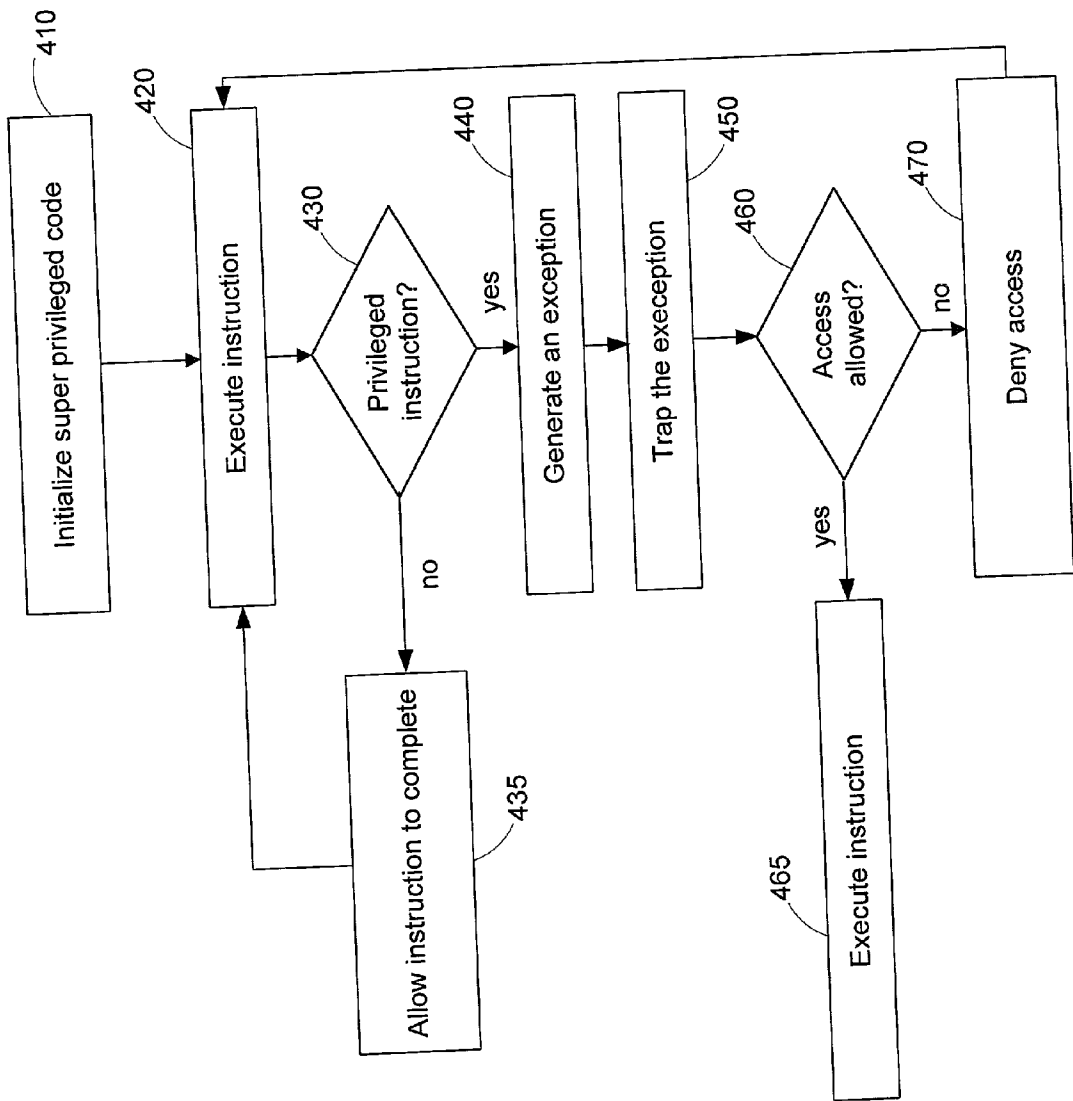 410
Initialize super privileged code
420
Execute instruction
430
Privileged
instruction?
yes
no
Allow instruction to complete
435
440
Generate an exception
450
Trap the exeception
460
Access
allowed?
yes
no
465
Execute instruction
470
Deny access